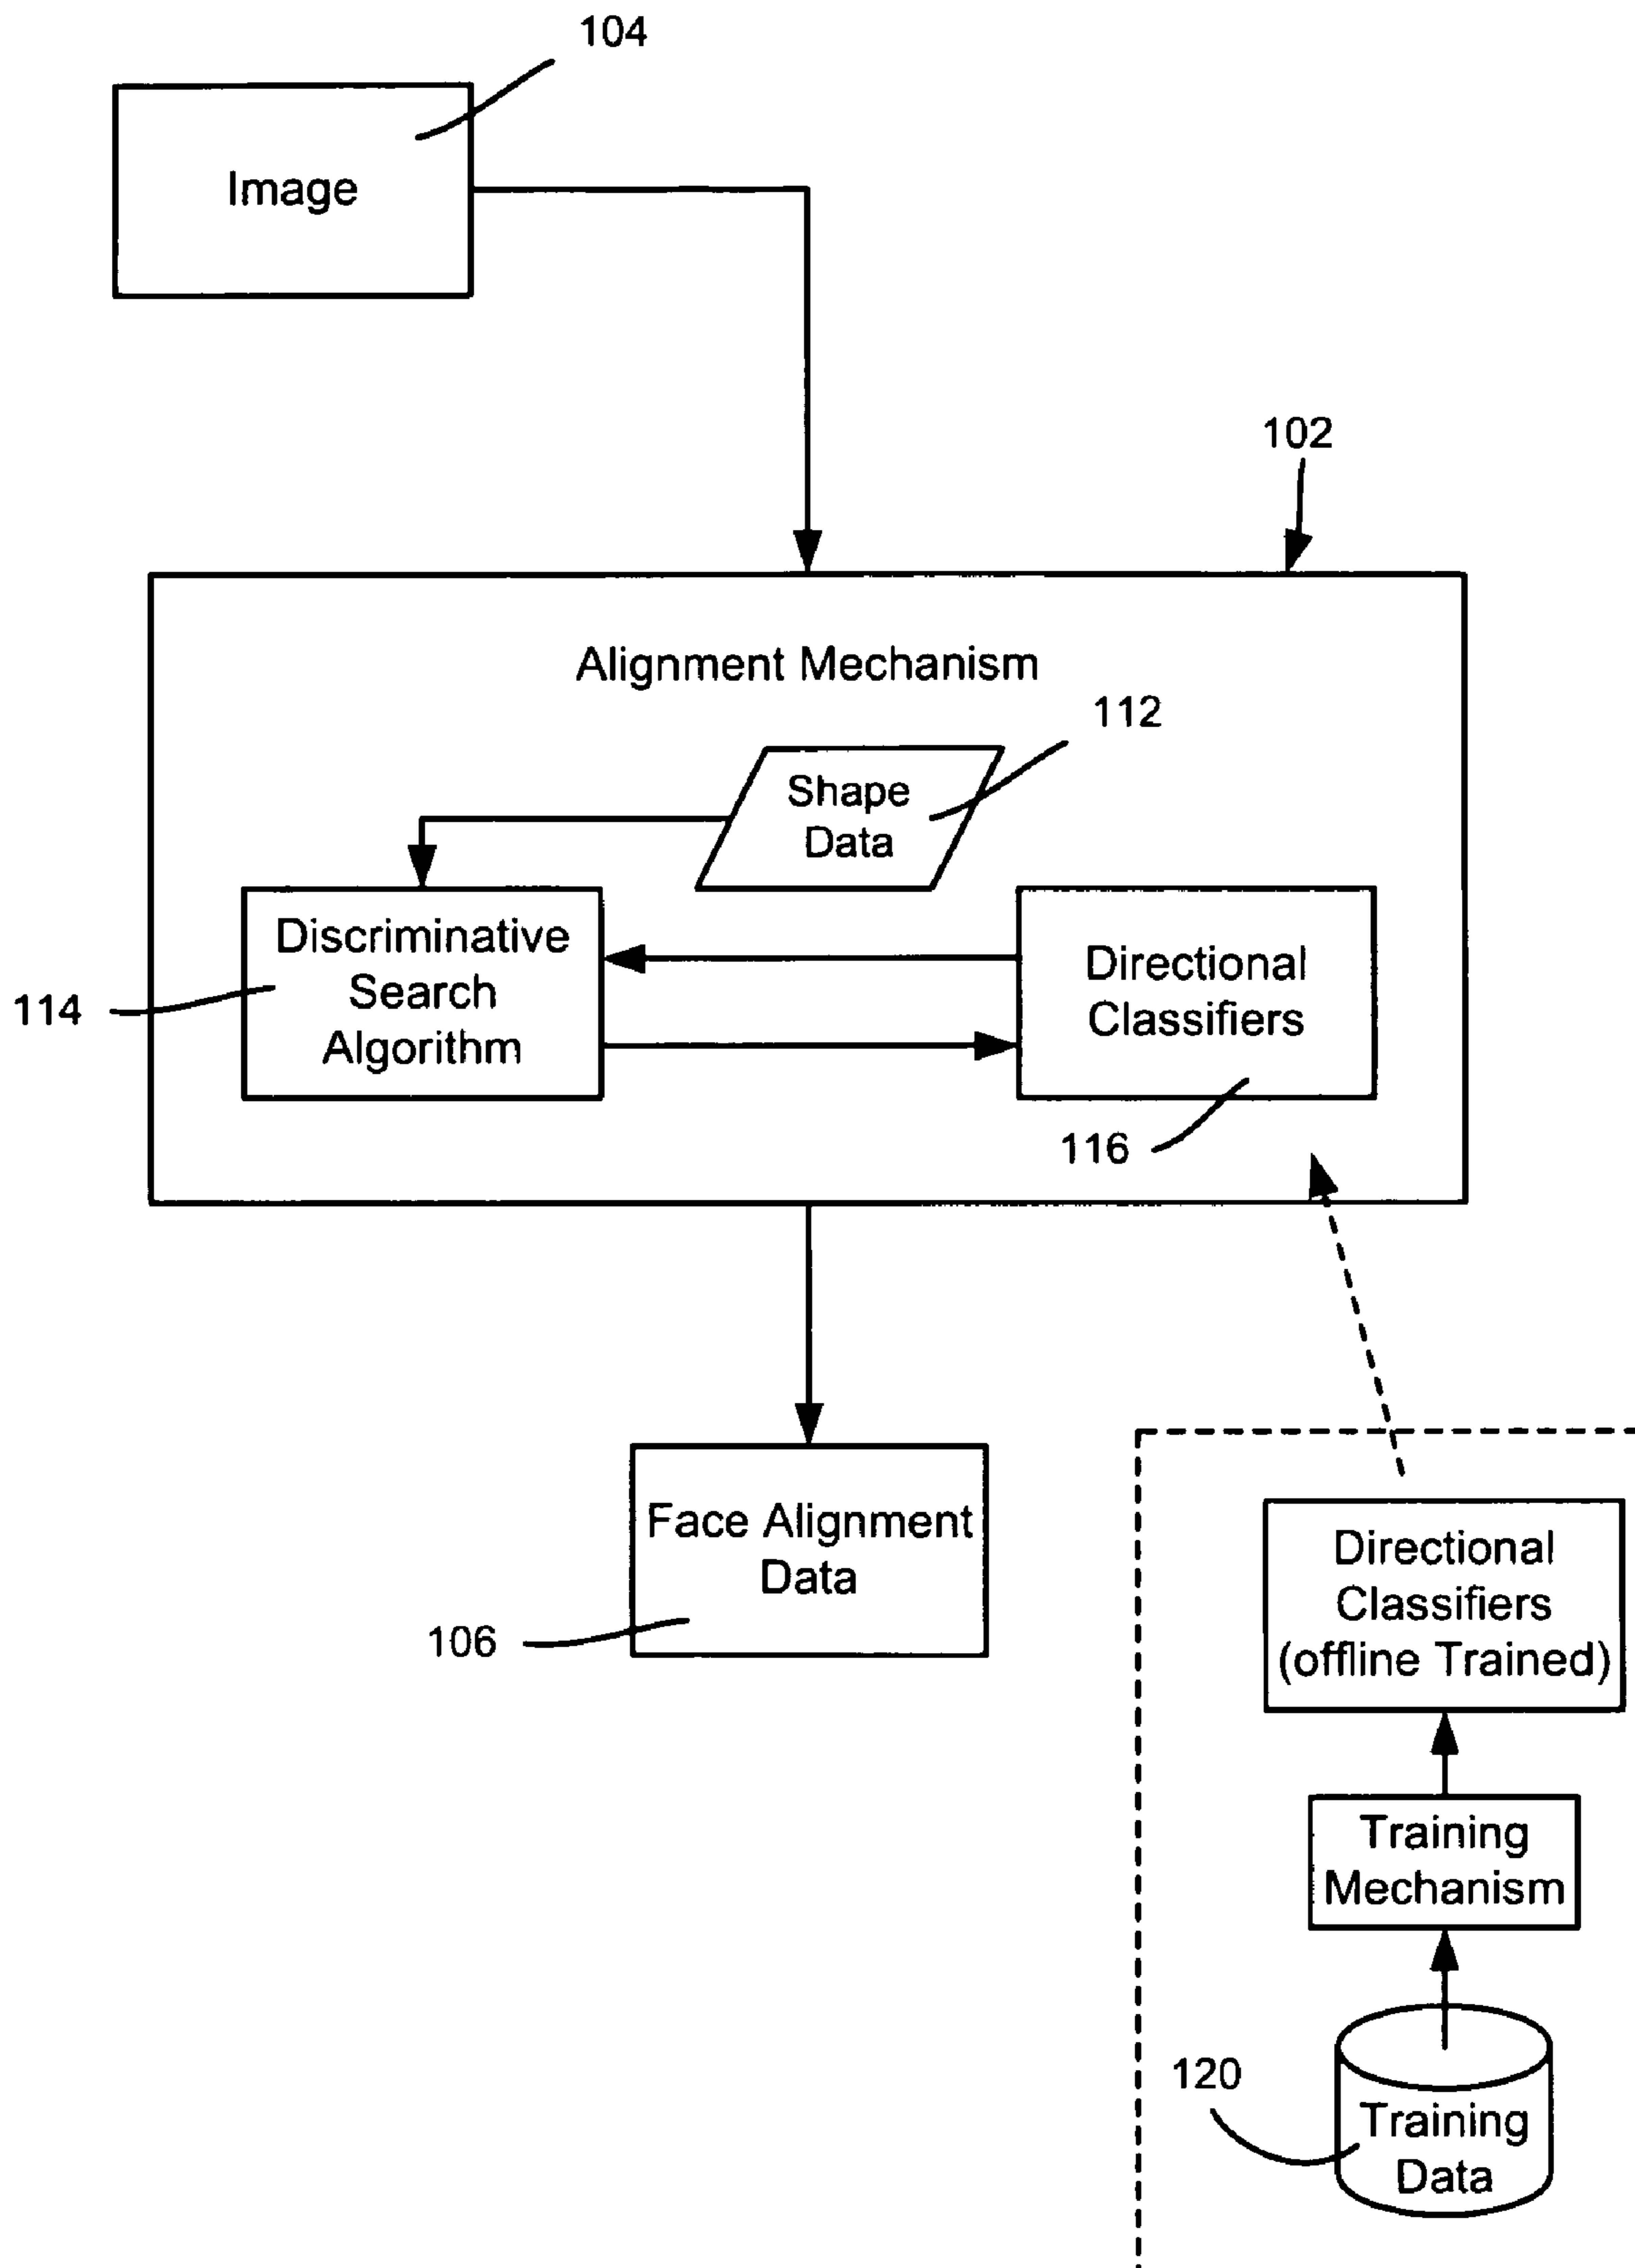 104
Image
102
Alignment Mechanism
112
Shape
Data
Discriminative
Search
Algorithm
114
Directional
Classifiers
116
Face Alignment
Data
106
Directional
Classifiers
(offline Trained)
Training
Mechanism
120
Training
Data